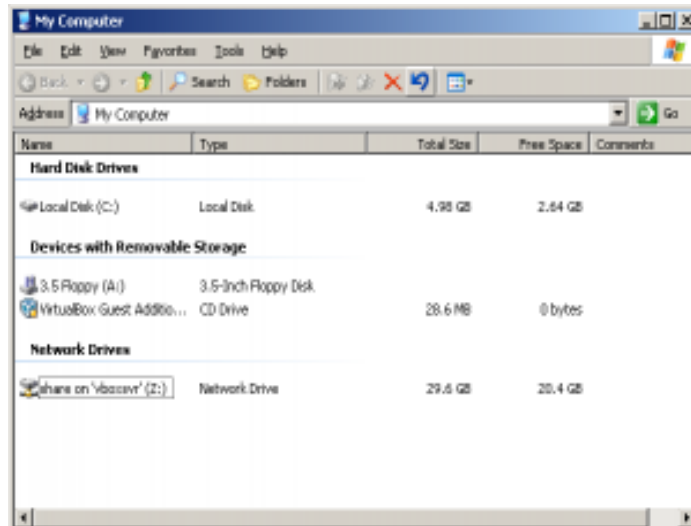 My Computer
File Edit View Favorites Tools Help
Back Search Folders
Address My Computer Go
Name Type Total Size Free Space Comments
Hard Disk Drives
Local Disk (C:) Local Disk 4.98 GB 2.64 GB
Devices with Removable Storage
3.5 Floppy (A:) 3.5-Inch Floppy Disk
VirtualBox Guest Additio... CD Drive 28.6 MB 0 bytes
Network Drives
share on 'vboxsvr' (Z:) Network Drive 29.6 GB 20.4 GB